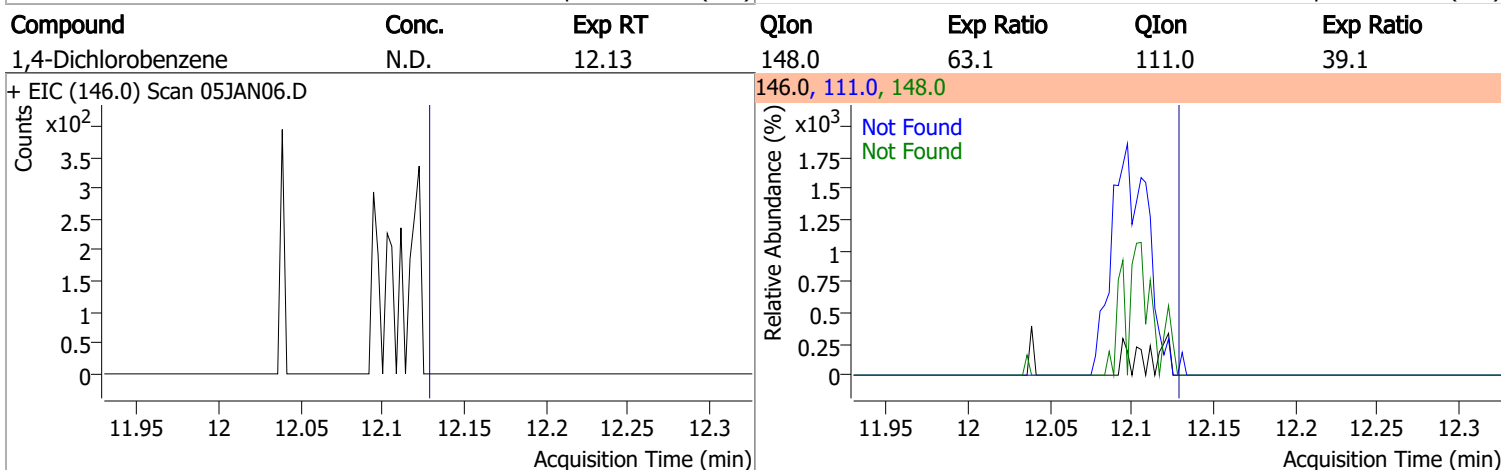 Compound Conc. Exp RT QIon Exp Ratio QIon Exp Ratio
1,4-Dichlorobenzene N.D. 12.13 148.0 63.1 111.0 39.1
+ EIC (146.0) Scan 05JAN06.D
Counts
x10²
3.5
3
2.5
2
1.5
1
0.5
0
11.95 12 12.05 12.1 12.15 12.2 12.25 12.3
Acquisition Time (min)
146.0, 111.0, 148.0
Relative Abundance (%)
x10³
Not Found
Not Found
1.75
1.5
1.25
1
0.75
0.5
0.25
0
11.95 12 12.05 12.1 12.15 12.2 12.25 12.3
Acquisition Time (min)